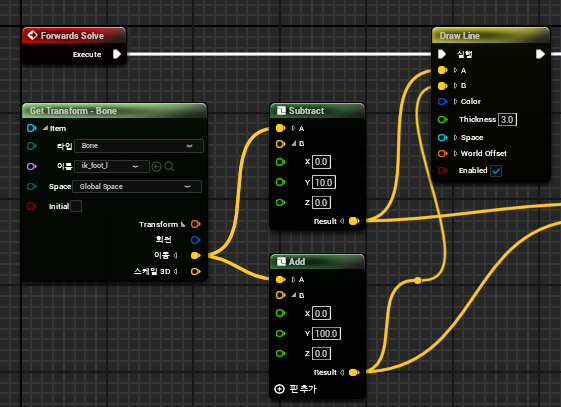 Forwards Solve
Execute
Draw Line
실행
A
B
Color
Thickness 3.0
Space
World Offset
Enabled
Get Transform - Bone
Item
타입 Bone
이름 ik_foot_l
Space Global Space
Initial
Transform
회전
이동
스케일 3D
Subtract
A
B
X 0.0
Y 10.0
Z 0.0
Result
Add
A
B
X 0.0
Y 100.0
Z 0.0
Result
핀 추가